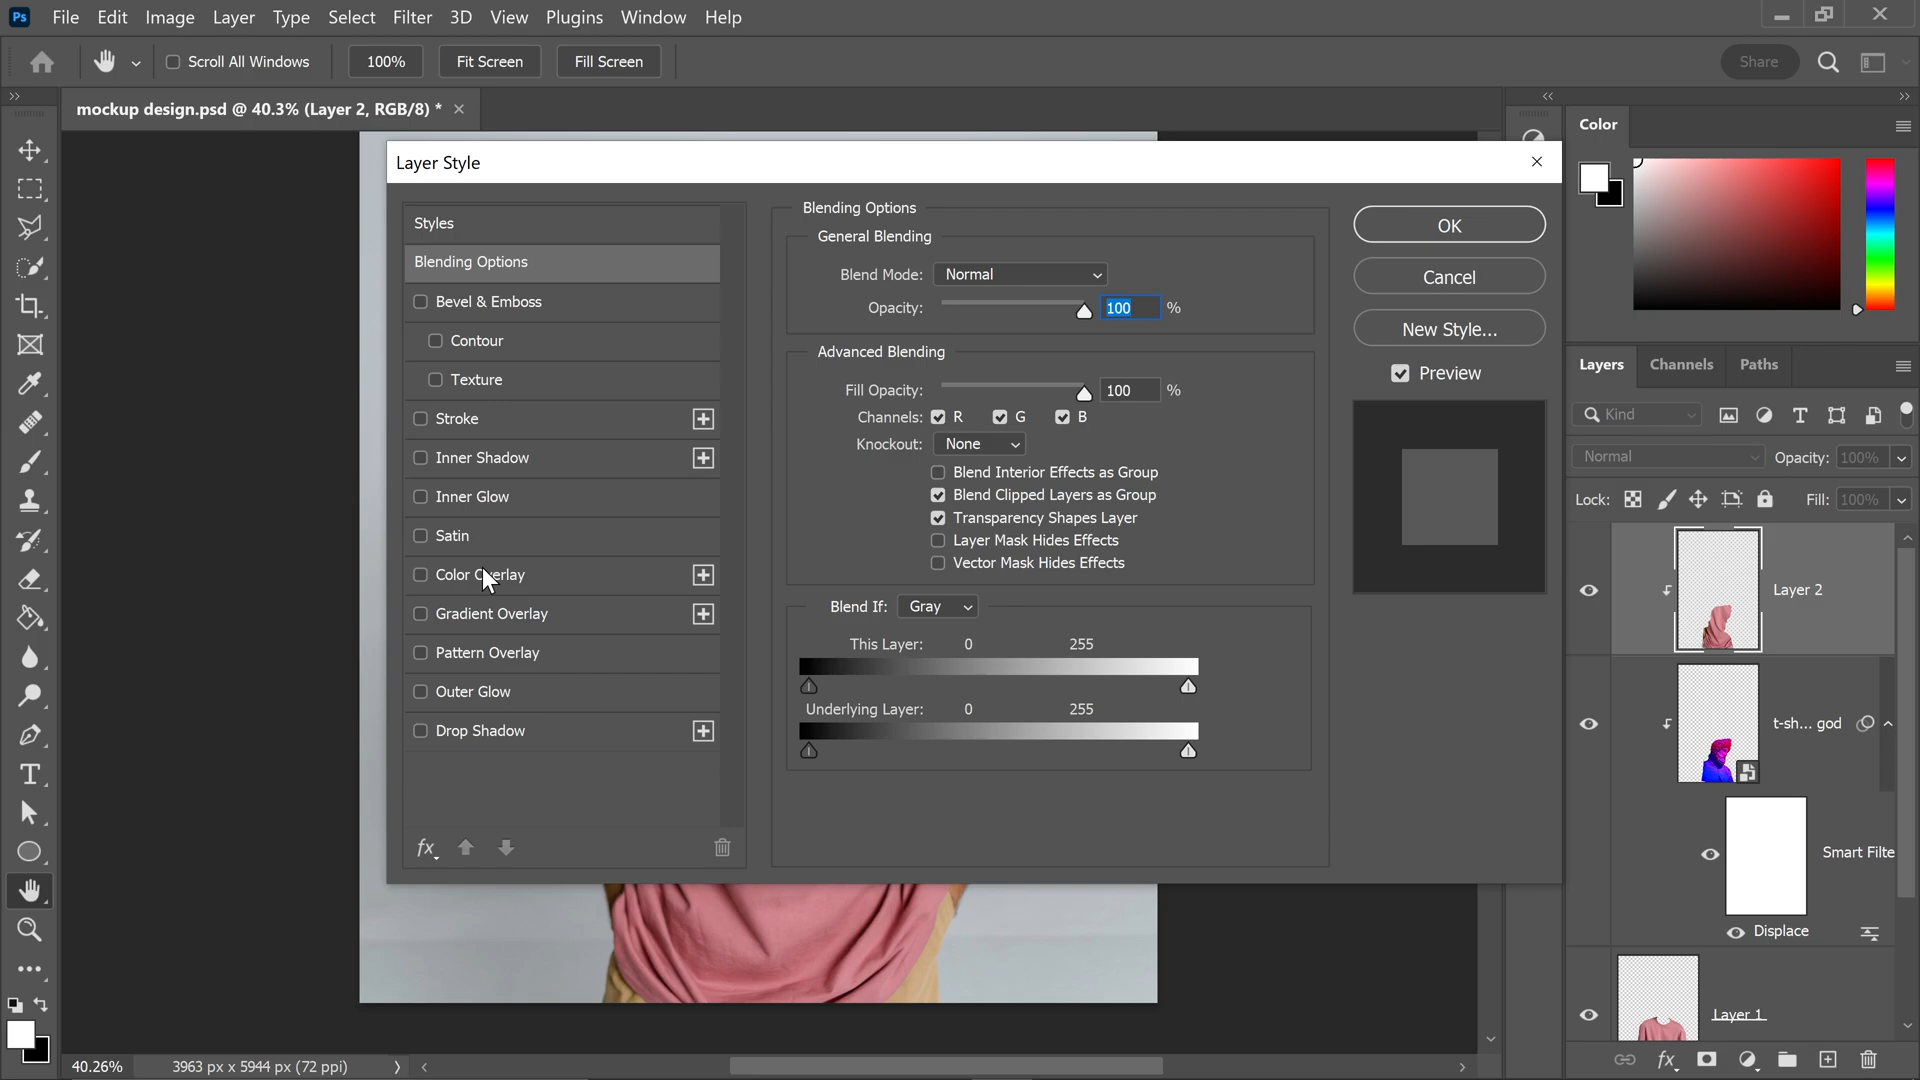 Ps File Edit Image Layer Type Select Filter 3D View Plugins Window Help
Scroll All Windows 100% Fit Screen Fill Screen Share
mockup design.psd @ 40.3% (Layer 2, RGB/8) *
Layer Style
Styles
Blending Options
Bevel & Emboss
Contour
Texture
Stroke
Inner Shadow
Inner Glow
Satin
Color Overlay
Gradient Overlay
Pattern Overlay
Outer Glow
Drop Shadow
fx
Blending Options
General Blending
Blend Mode: Normal
Opacity: 100 %
Advanced Blending
Fill Opacity: 100 %
Channels: R G B
Knockout: None
Blend Interior Effects as Group
Blend Clipped Layers as Group
Transparency Shapes Layer
Layer Mask Hides Effects
Vector Mask Hides Effects
Blend If: Gray
This Layer: 0 255
Underlying Layer: 0 255
OK
Cancel
New Style...
Preview
Color
Layers Channels Paths
Kind
Normal Opacity: 100%
Lock: Fill: 100%
Layer 2
t-sh... god
Smart Filte
Displace
Layer 1
fx
40.26% 3963 px x 5944 px (72 ppi)